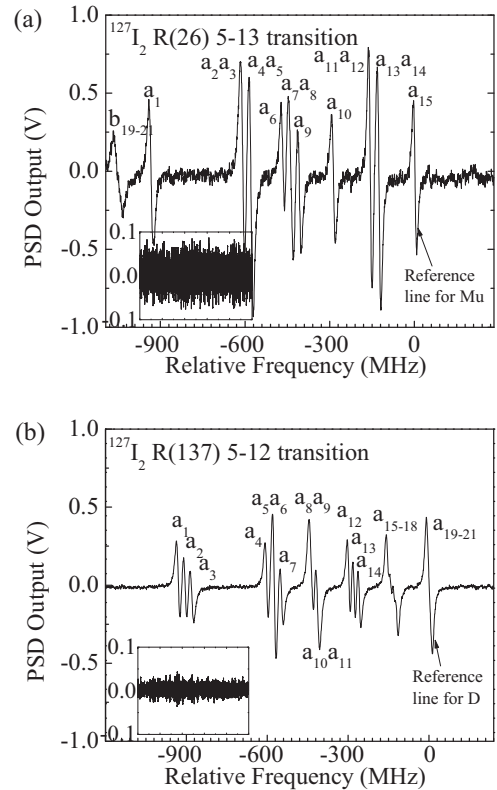 (a)
1.0
¹²⁷I₂ R(26) 5-13 transition
a₂a₃ a₄a₅ a₁₁a₁₂ a₁₃a₁₄
a₁ a₇a₈ a₁₅
b₁₉₋₂₁ a₆ a₉ a₁₀
0.5
0.0
-0.5
-1.0
PSD Output (V)
0.1
0.0
0.1
Reference
line for Mu
-900 -600 -300 0
Relative Frequency (MHz)
(b)
1.0
¹²⁷I₂ R(137) 5-12 transition
a₅a₆ a₈a₉
a₁ a₂ a₃ a₄ a₇ a₁₂ a₁₃ a₁₄ a₁₅₋₁₈ a₁₉₋₂₁
0.5
0.0
-0.5
-1.0
PSD Output (V)
a₁₀a₁₁
0.1
0.0
0.1
Reference
line for D
-900 -600 -300 0
Relative Frequency (MHz)